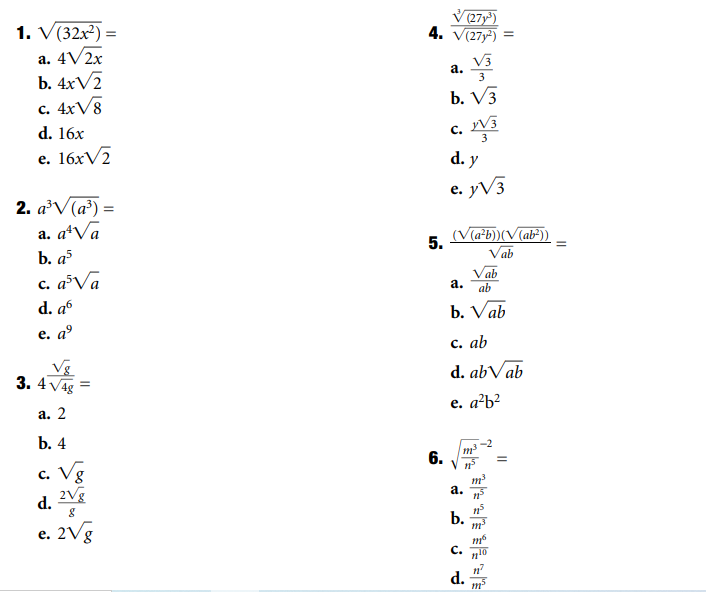 1. √(32x²) =
a. 4√2x
b. 4x√2
c. 4x√8
d. 16x
e. 16x√2
2. a³√(a³) =
a. a⁴√a
b. a⁵
c. a⁵√a
d. a⁶
e. a⁹
3. 4 √g/√4g =
a. 2
b. 4
c. √g
d. 2√g/g
e. 2√g
4. ³√(27y³)/√(27y²) =
a. √3/3
b. √3
c. y√3/3
d. y
e. y√3
5. (√(a²b))(√(ab²))/√ab =
a. √ab/ab
b. √ab
c. ab
d. ab√ab
e. a²b²
6. √m³/n⁵ ⁻² =
a. m³/n⁵
b. n⁵/m³
c. m⁶/n¹⁰
d. n⁷/m⁵